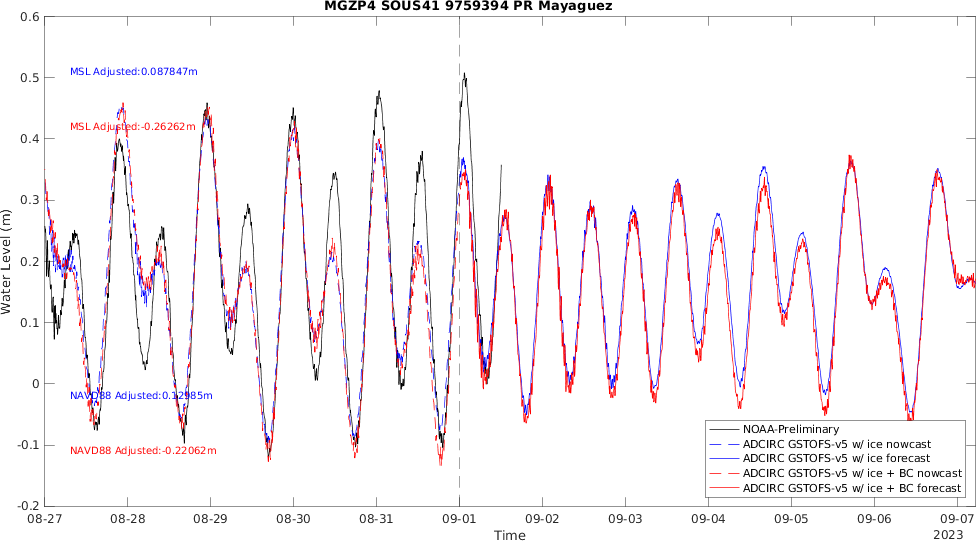 MGZP4 SOUS41 9759394 PR Mayaguez
0.6
0.5
0.4
0.3
0.2
0.1
0
-0.1
-0.2
Water Level (m)
MSL Adjusted:0.087847m
MSL Adjusted:-0.26262m
NAVD88 Adjusted:0.12985m
NAVD88 Adjusted:-0.22062m
NOAA-Preliminary
ADCIRC GSTOFS-v5 w/ ice nowcast
ADCIRC GSTOFS-v5 w/ ice forecast
ADCIRC GSTOFS-v5 w/ ice + BC nowcast
ADCIRC GSTOFS-v5 w/ ice + BC forecast
08-27 08-28 08-29 08-30 08-31 09-01 09-02 09-03 09-04 09-05 09-06 09-07
Time
2023